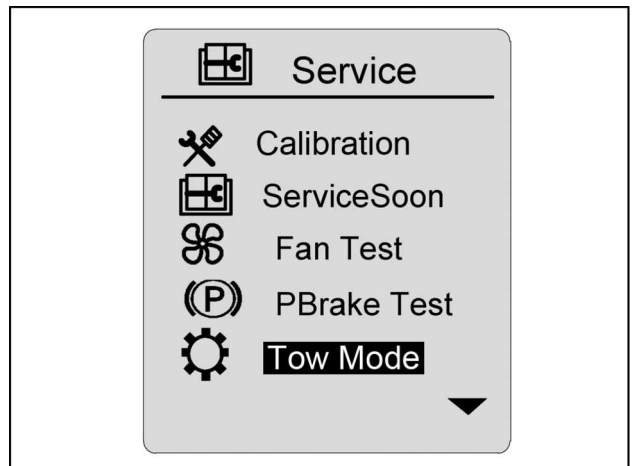 Service
Calibration
ServiceSoon
Fan Test
(P) PBrake Test
Tow Mode